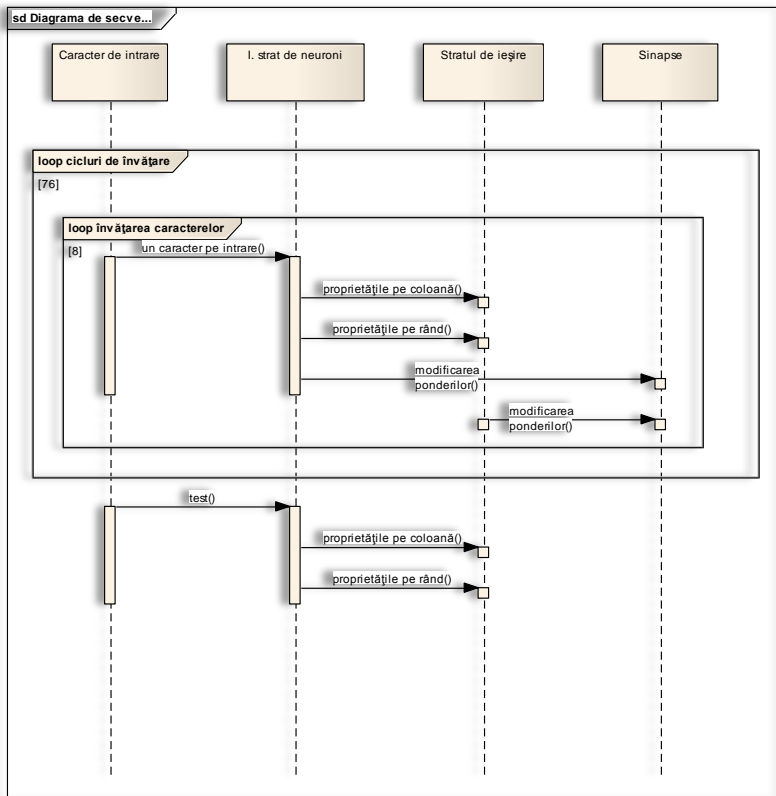 sd Diagrama de secve...
Caracter de intrare
I. strat de neuroni
Stratul de ieşire
Sinapse
loop cicluri de învăţare
[76]
loop învăţarea caracterelor
[8]
un caracter pe intrare()
proprietăţile pe coloană()
proprietăţile pe rând()
modificarea
ponderilor()
modificarea
ponderilor()
test()
proprietăţile pe coloană()
proprietăţile pe rând()